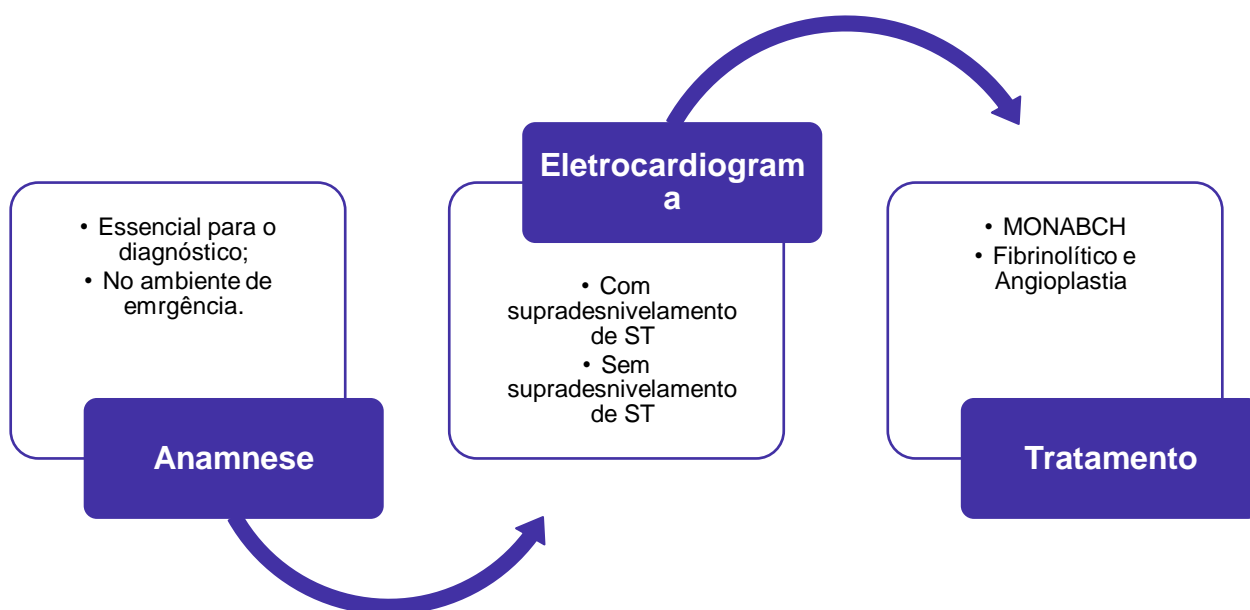 • Essencial para o
diagnóstico;
• No ambiente de
emrgência.
Anamnese
Eletrocardiogram
a
• Com
supradesnivelamento
de ST
• Sem
supradesnivelamento
de ST
• MONABCH
• Fibrinolítico e
Angioplastia
Tratamento